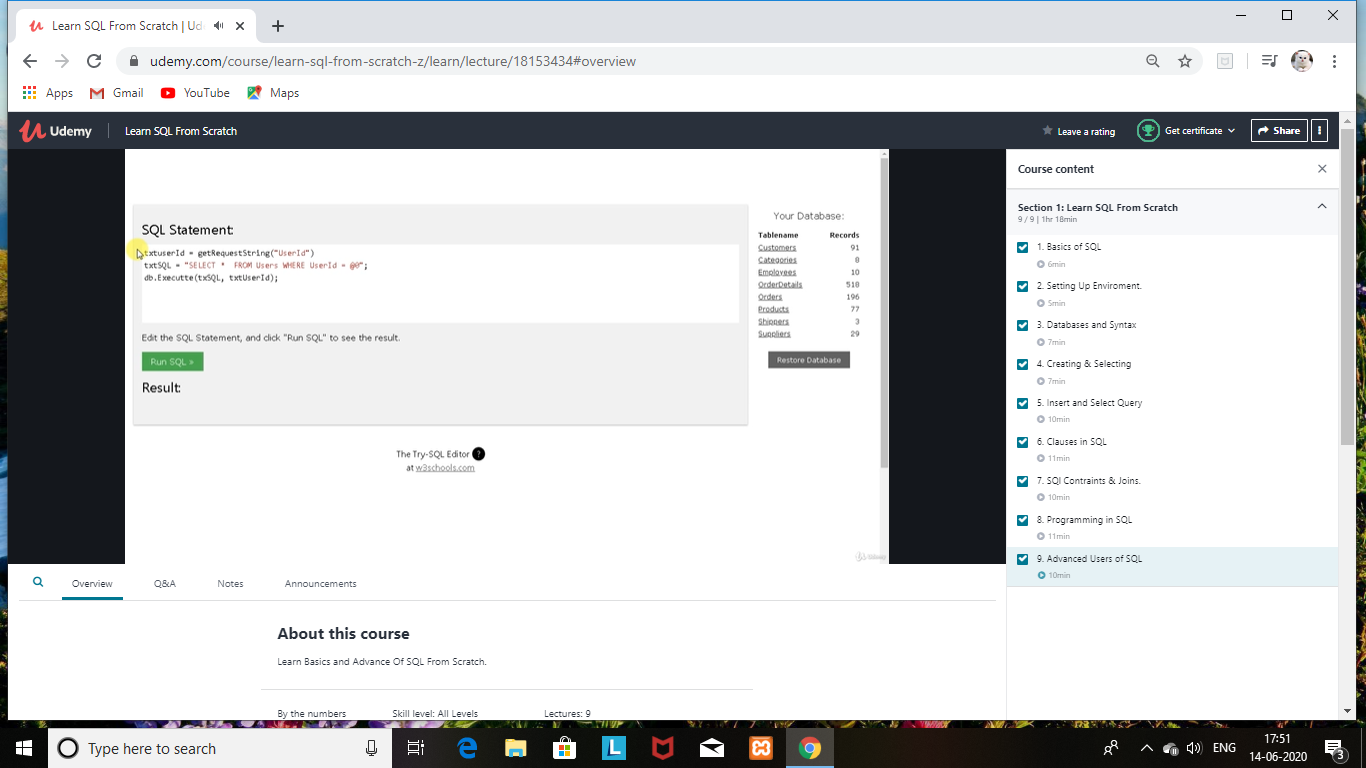 Learn SQL From Scratch | Ud
udemy.com/course/learn-sql-from-scratch-z/learn/lecture/18153434#overview
Apps Gmail YouTube Maps
Udemy Learn SQL From Scratch Leave a rating Get certificate Share
SQL Statement:
txtuserId = getRequestString("UserId")
txtSQL = "SELECT * FROM Users WHERE UserId = @0";
db.Executte(txSQL, txtUserId);
Edit the SQL Statement, and click "Run SQL" to see the result.
Run SQL »
Result:
The Try-SQL Editor ?
at w3schools.com
Your Database:
Tablename Records
Customers 91
Categories 8
Employees 10
OrderDetails 518
Orders 196
Products 77
Shippers 3
Suppliers 29
Restore Database
Udemy
Course content
Section 1: Learn SQL From Scratch
9 / 9 | 1hr 18min
1. Basics of SQL
6min
2. Setting Up Enviroment.
5min
3. Databases and Syntax
7min
4. Creating & Selecting
7min
5. Insert and Select Query
10min
6. Clauses in SQL
11min
7. SQl Contraints & Joins.
10min
8. Programming in SQL
11min
9. Advanced Users of SQL
10min
Overview Q&A Notes Announcements
About this course
Learn Basics and Advance Of SQL From Scratch.
By the numbers Skill level: All Levels Lectures: 9
Type here to search
L
ENG
17:51
14-06-2020
3